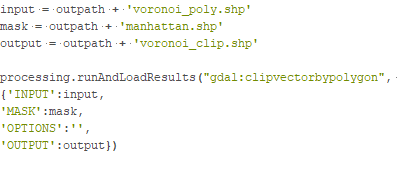 input = outpath + 'voronoi_poly.shp'
mask = outpath + 'manhattan.shp'
output = outpath + 'voronoi_clip.shp'
processing.runAndLoadResults("gdal:clipvectorbypolygon",
{'INPUT':input,
'MASK':mask,
'OPTIONS':'',
'OUTPUT':output})